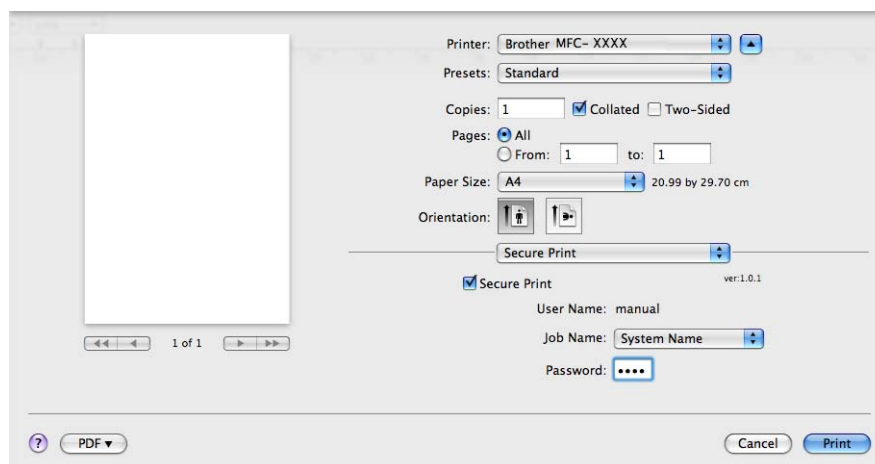 Printer: Brother MFC- XXXX
Presets: Standard
Copies: 1 Collated Two-Sided
Pages: All
From: 1 to: 1
Paper Size: A4 20.99 by 29.70 cm
Orientation:
Secure Print
Secure Print ver:1.0.1
User Name: manual
Job Name: System Name
Password: ••••
1 of 1
? PDF ▾ Cancel Print